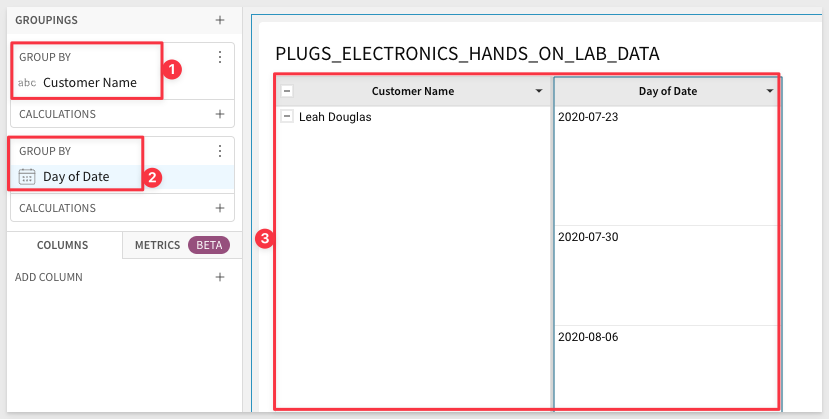 GROUPINGS
GROUP BY
1
abc Customer Name
CALCULATIONS
GROUP BY
Day of Date
2
CALCULATIONS
COLUMNS
METRICS BETA
ADD COLUMN
PLUGS_ELECTRONICS_HANDS_ON_LAB_DATA
Customer Name Day of Date
Leah Douglas 2020-07-23
3
2020-07-30
2020-08-06